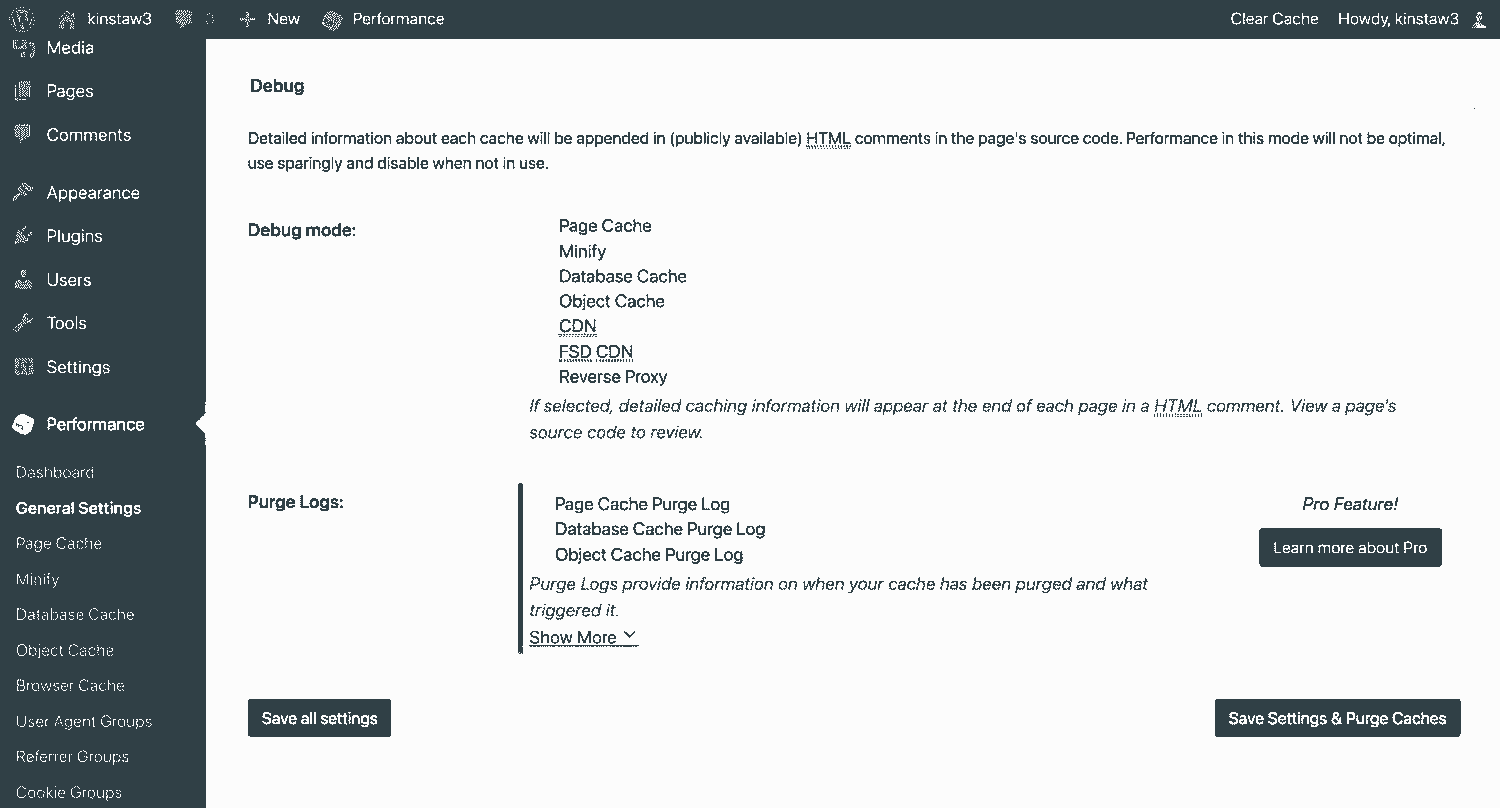 kinstaw3 0 New Performance Clear Cache Howdy, kinstaw3
Media
Pages
Comments
Appearance
Plugins
Users
Tools
Settings
Performance
Dashboard
General Settings
Page Cache
Minify
Database Cache
Object Cache
Browser Cache
User Agent Groups
Referrer Groups
Cookie Groups
Debug
Detailed information about each cache will be appended in (publicly available) HTML comments in the page's source code. Performance in this mode will not be optimal,
use sparingly and disable when not in use.
Debug mode:
Page Cache
Minify
Database Cache
Object Cache
CDN
FSD CDN
Reverse Proxy
If selected, detailed caching information will appear at the end of each page in a HTML comment. View a page's
source code to review.
Purge Logs:
Page Cache Purge Log
Database Cache Purge Log
Object Cache Purge Log
Purge Logs provide information on when your cache has been purged and what
triggered it.
Show More
Pro Feature!
Learn more about Pro
Save all settings
Save Settings & Purge Caches